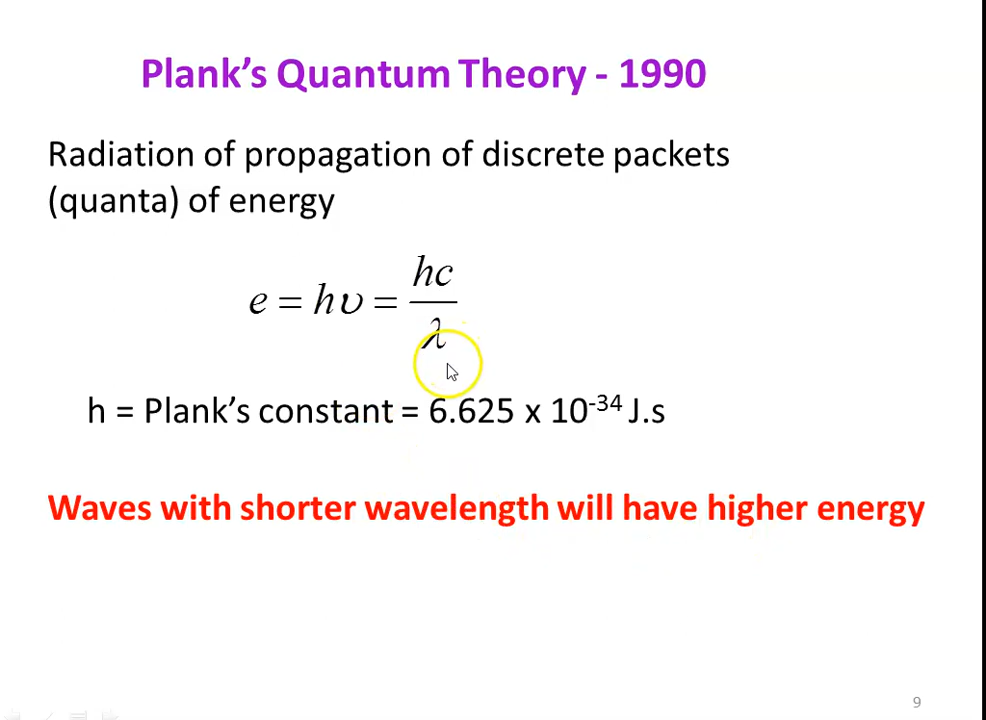 Plank's Quantum Theory - 1990
Radiation of propagation of discrete packets
(quanta) of energy
e = hυ = hc/λ
h = Plank's constant = 6.625 x 10⁻³⁴ J.s
Waves with shorter wavelength will have higher energy
9